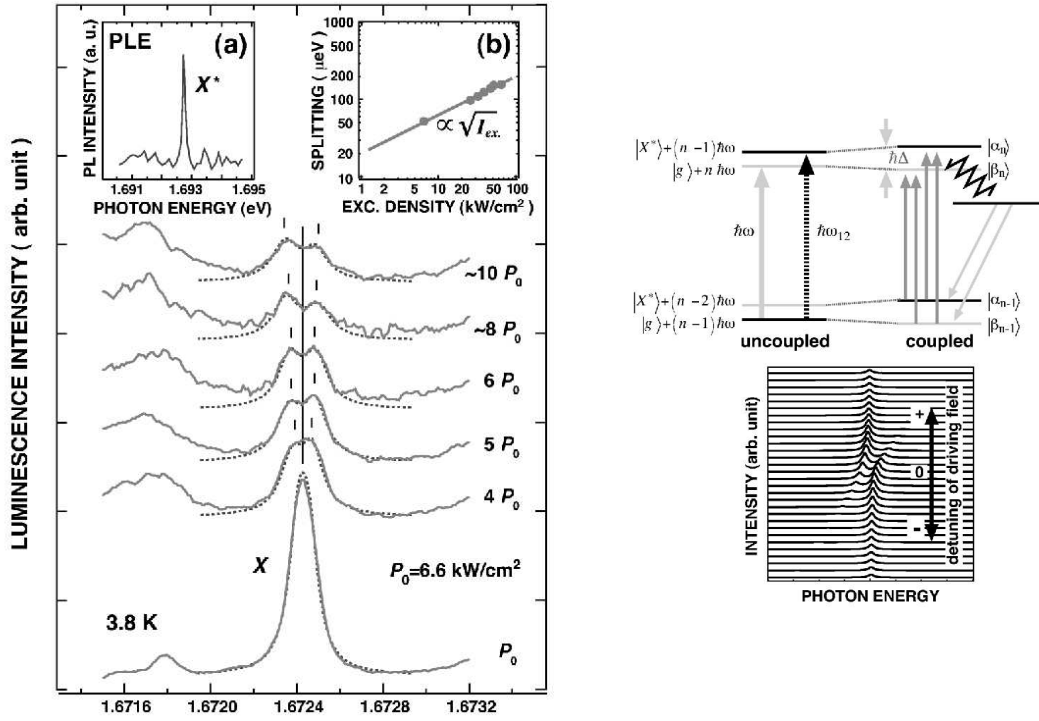 LUMINESCENCE INTENSITY ( arb. unit)
PLE
(a)
X*
PL INTENSITY (a. u.)
1.691 1.693 1.695
PHOTON ENERGY (eV)
(b)
SPLITTING ( μeV)
200
100
50
20
10
∝ √I_ex.
1 2 5 10 20 50 100
EXC. DENSITY (kW/cm²)
~10 P₀
~8 P₀
6 P₀
5 P₀
4 P₀
X
P₀=6.6 kW/cm²
3.8 K
P₀
1.6716 1.6720 1.6724 1.6728 1.6732
|X*⟩+(n −1)ħω
|g⟩+n ħω
ħΔ
|αₙ⟩
|βₙ⟩
ħω
ħω₁₂
|X*⟩+(n −2)ħω
|g⟩+(n −1)ħω
|αₙ₋₁⟩
|βₙ₋₁⟩
uncoupled
coupled
INTENSITY (arb. unit)
+
0
-
detuning of driving field
PHOTON ENERGY